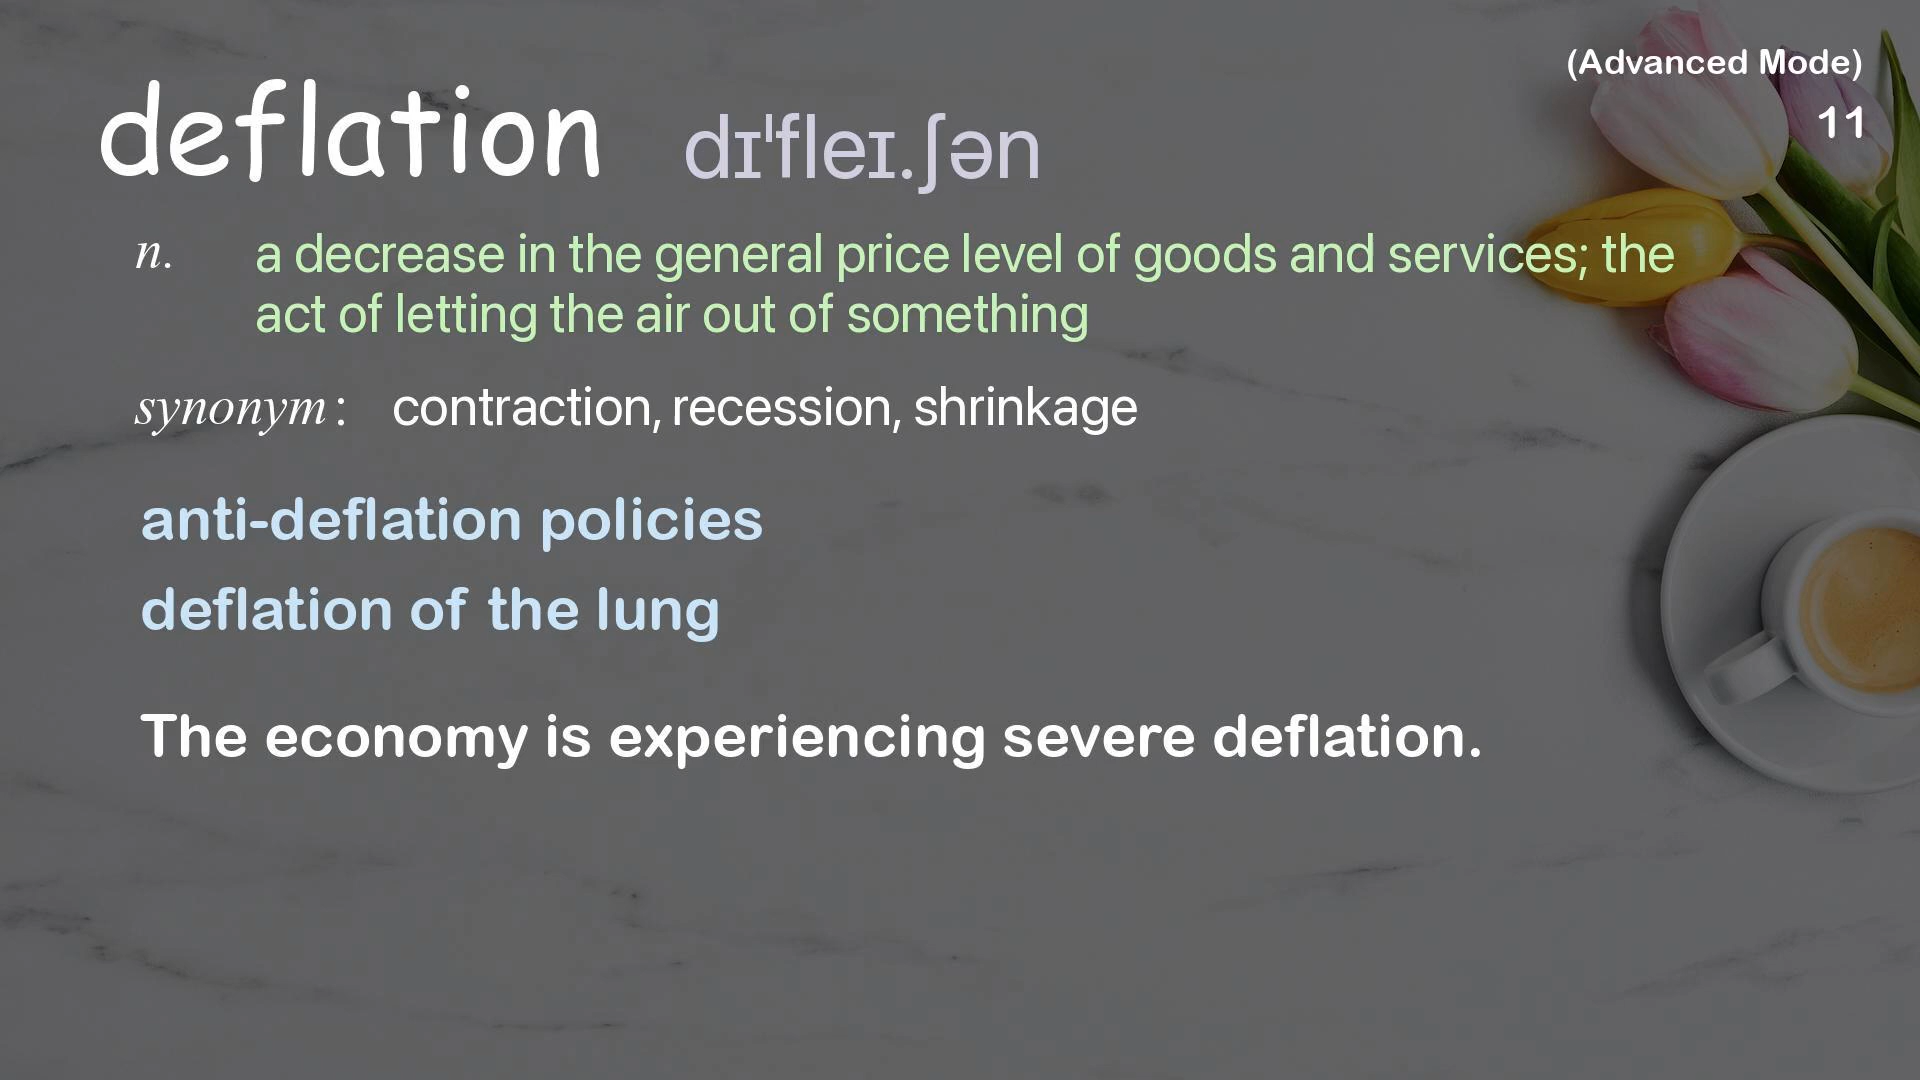 (Advanced Mode)
deflation dɪˈfleɪ.ʃən
11
n. a decrease in the general price level of goods and services; the
act of letting the air out of something
synonym: contraction, recession, shrinkage
anti-deflation policies
deflation of the lung
The economy is experiencing severe deflation.